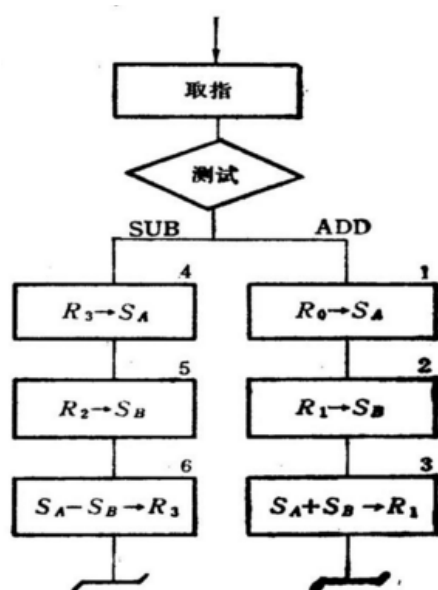 取指
测试
SUB ADD
4 1
R₃→S_A R₀→S_A
5 2
R₂→S_B R₁→S_B
6 3
S_A−S_B→R₃ S_A+S_B→R₁